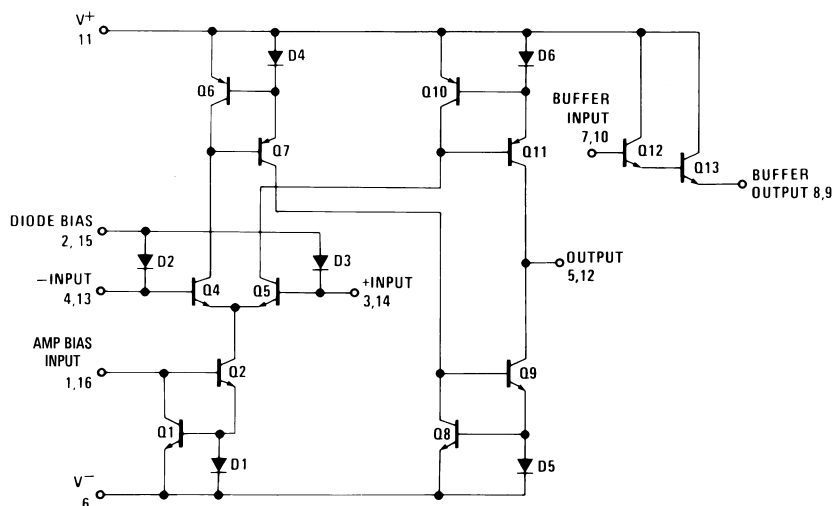 V+
11
D4
D6
Q6
Q10
BUFFER
INPUT
7,10
Q7
Q11
Q12
Q13
BUFFER
OUTPUT 8,9
DIODE BIAS
2, 15
D2
D3
OUTPUT
5,12
−INPUT
4,13
Q4
Q5
+INPUT
3,14
AMP BIAS
INPUT
1,16
Q2
Q9
Q1
Q8
D1
D5
V−
6